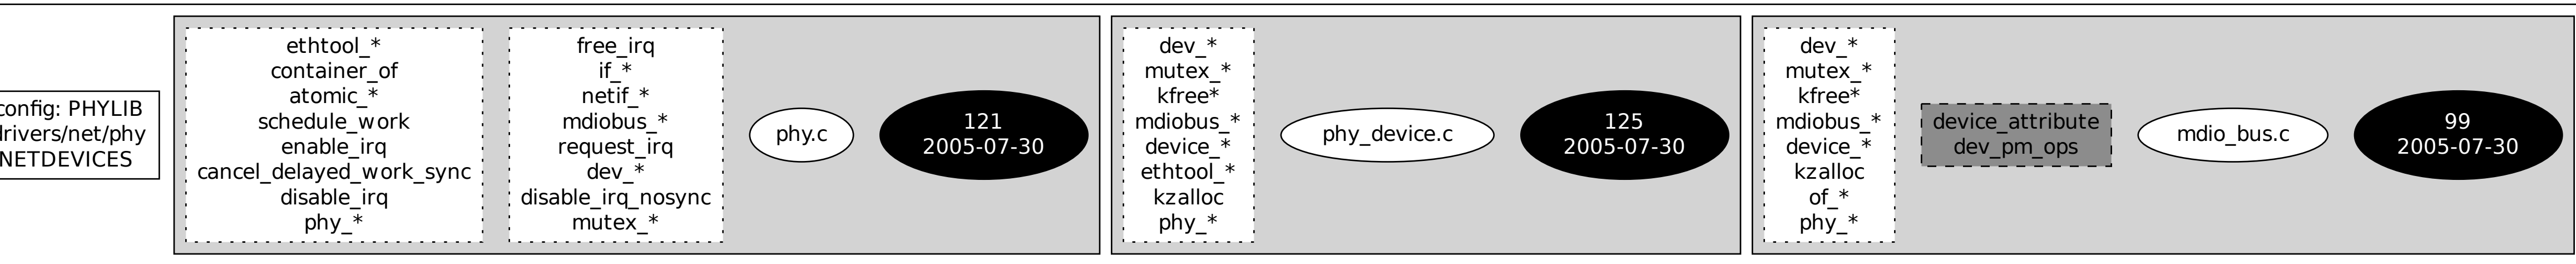 config: PHYLIB
drivers/net/phy
NETDEVICES
ethtool_*
container_of
atomic_*
schedule_work
enable_irq
cancel_delayed_work_sync
disable_irq
phy_*
free_irq
if_*
netif_*
mdiobus_*
request_irq
dev_*
disable_irq_nosync
mutex_*
phy.c
121
2005-07-30
dev_*
mutex_*
kfree*
mdiobus_*
device_*
ethtool_*
kzalloc
phy_*
phy_device.c
125
2005-07-30
dev_*
mutex_*
kfree*
mdiobus_*
device_*
kzalloc
of_*
phy_*
device_attribute
dev_pm_ops
mdio_bus.c
99
2005-07-30